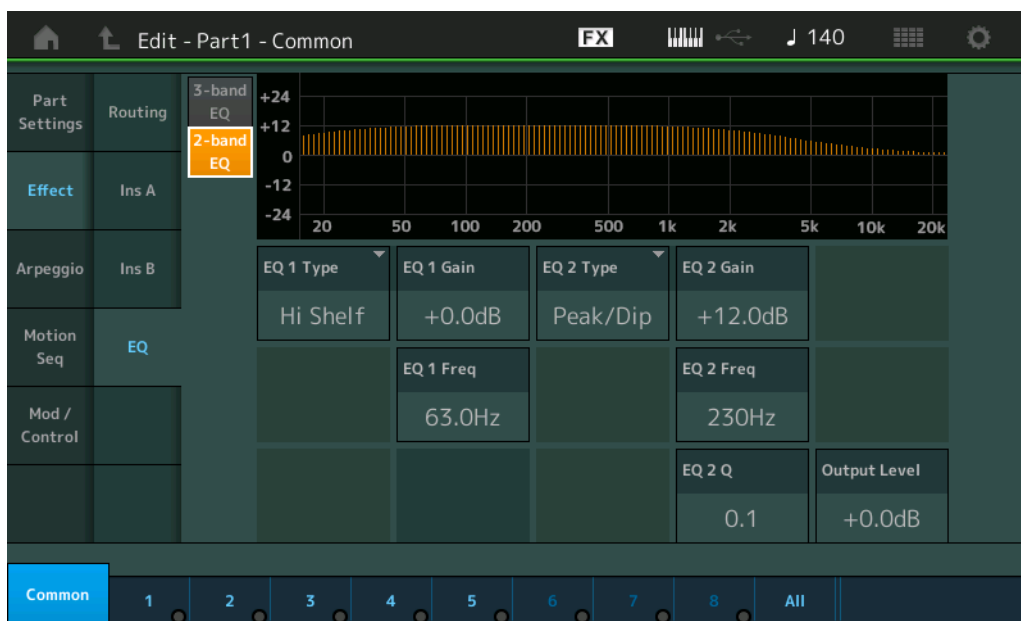 Edit - Part1 - Common
FX
140
Part
Settings
Effect
Arpeggio
Motion
Seq
Mod /
Control
Routing
Ins A
Ins B
EQ
3-band
EQ
2-band
EQ
+24
+12
0
-12
-24
20 50 100 200 500 1k 2k 5k 10k 20k
EQ 1 Type
Hi Shelf
EQ 1 Gain
+0.0dB
EQ 2 Type
Peak/Dip
EQ 2 Gain
+12.0dB
EQ 1 Freq
63.0Hz
EQ 2 Freq
230Hz
EQ 2 Q
0.1
Output Level
+0.0dB
Common 1 2 3 4 5 6 7 8 All